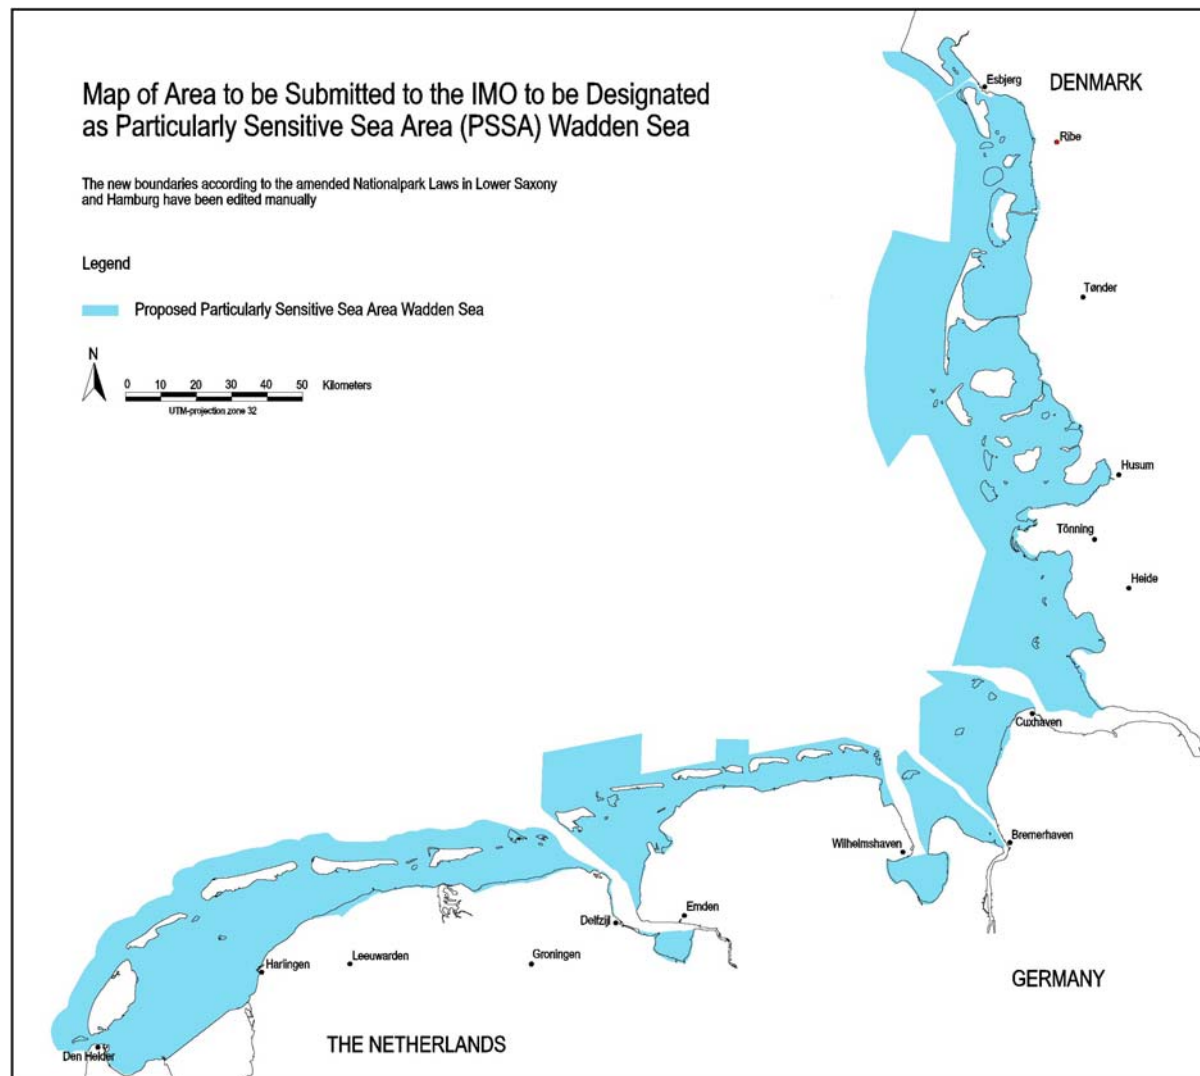 Map of Area to be Submitted to the IMO to be Designated
as Particularly Sensitive Sea Area (PSSA) Wadden Sea
The new boundaries according to the amended Nationalpark Laws in Lower Saxony
and Hamburg have been edited manually
Legend
Proposed Particularly Sensitive Sea Area Wadden Sea
N
0 10 20 30 40 50 Kilometers
UTM-projection zone 32
Esbjerg
DENMARK
Ribe
Tønder
Husum
Tönning
Heide
Cuxhaven
Bremerhaven
Wilhelmshaven
Emden
Delfzijl
Groningen
Leeuwarden
Harlingen
GERMANY
THE NETHERLANDS
Den Helder